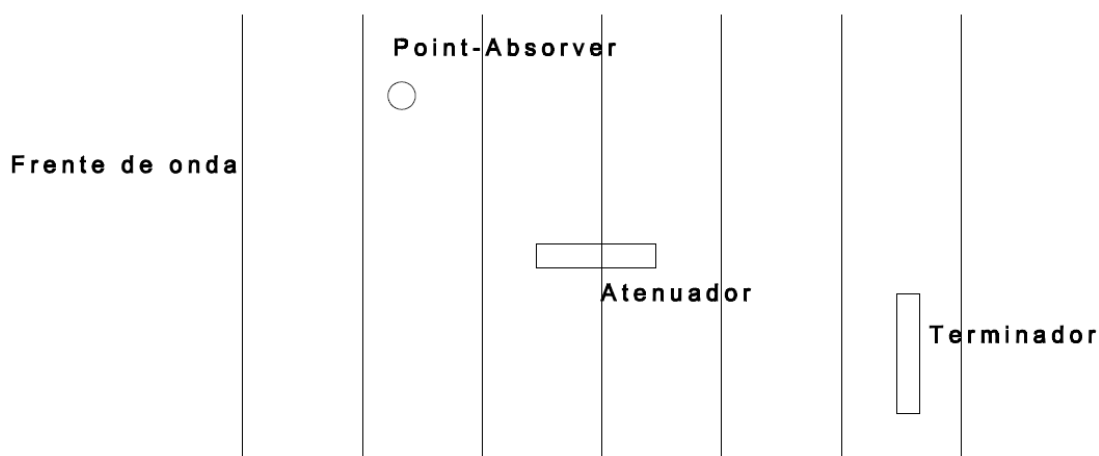 Point-Absorver
Frente de onda
Atenuador
Terminador